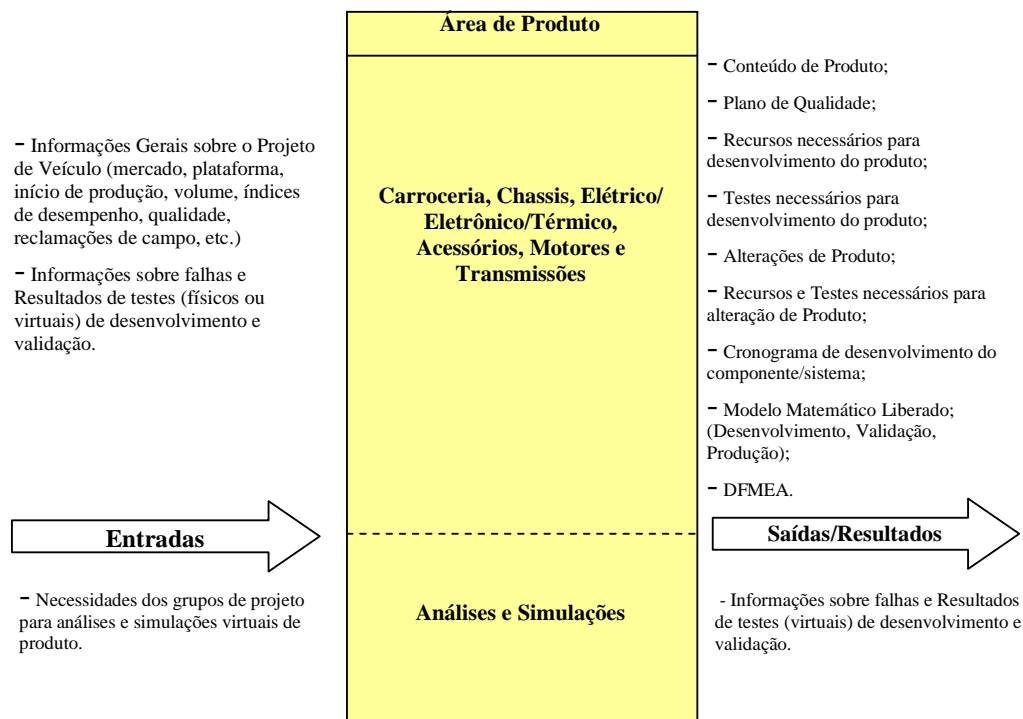 Área de Produto
- Informações Gerais sobre o Projeto
de Veículo (mercado, plataforma,
início de produção, volume, índices
de desempenho, qualidade,
reclamações de campo, etc.)
- Informações sobre falhas e
Resultados de testes (físicos ou
virtuais) de desenvolvimento e
validação.
Entradas
- Necessidades dos grupos de projeto
para análises e simulações virtuais de
produto.
Carroceria, Chassis, Elétrico/
Eletrônico/Térmico,
Acessórios, Motores e
Transmissões
Análises e Simulações
- Conteúdo de Produto;
- Plano de Qualidade;
- Recursos necessários para
desenvolvimento do produto;
- Testes necessários para
desenvolvimento do produto;
- Alterações de Produto;
- Recursos e Testes necessários para
alteração de Produto;
- Cronograma de desenvolvimento do
componente/sistema;
- Modelo Matemático Liberado;
(Desenvolvimento, Validação,
Produção);
- DFMEA.
Saídas/Resultados
- Informações sobre falhas e Resultados
de testes (virtuais) de desenvolvimento e
validação.